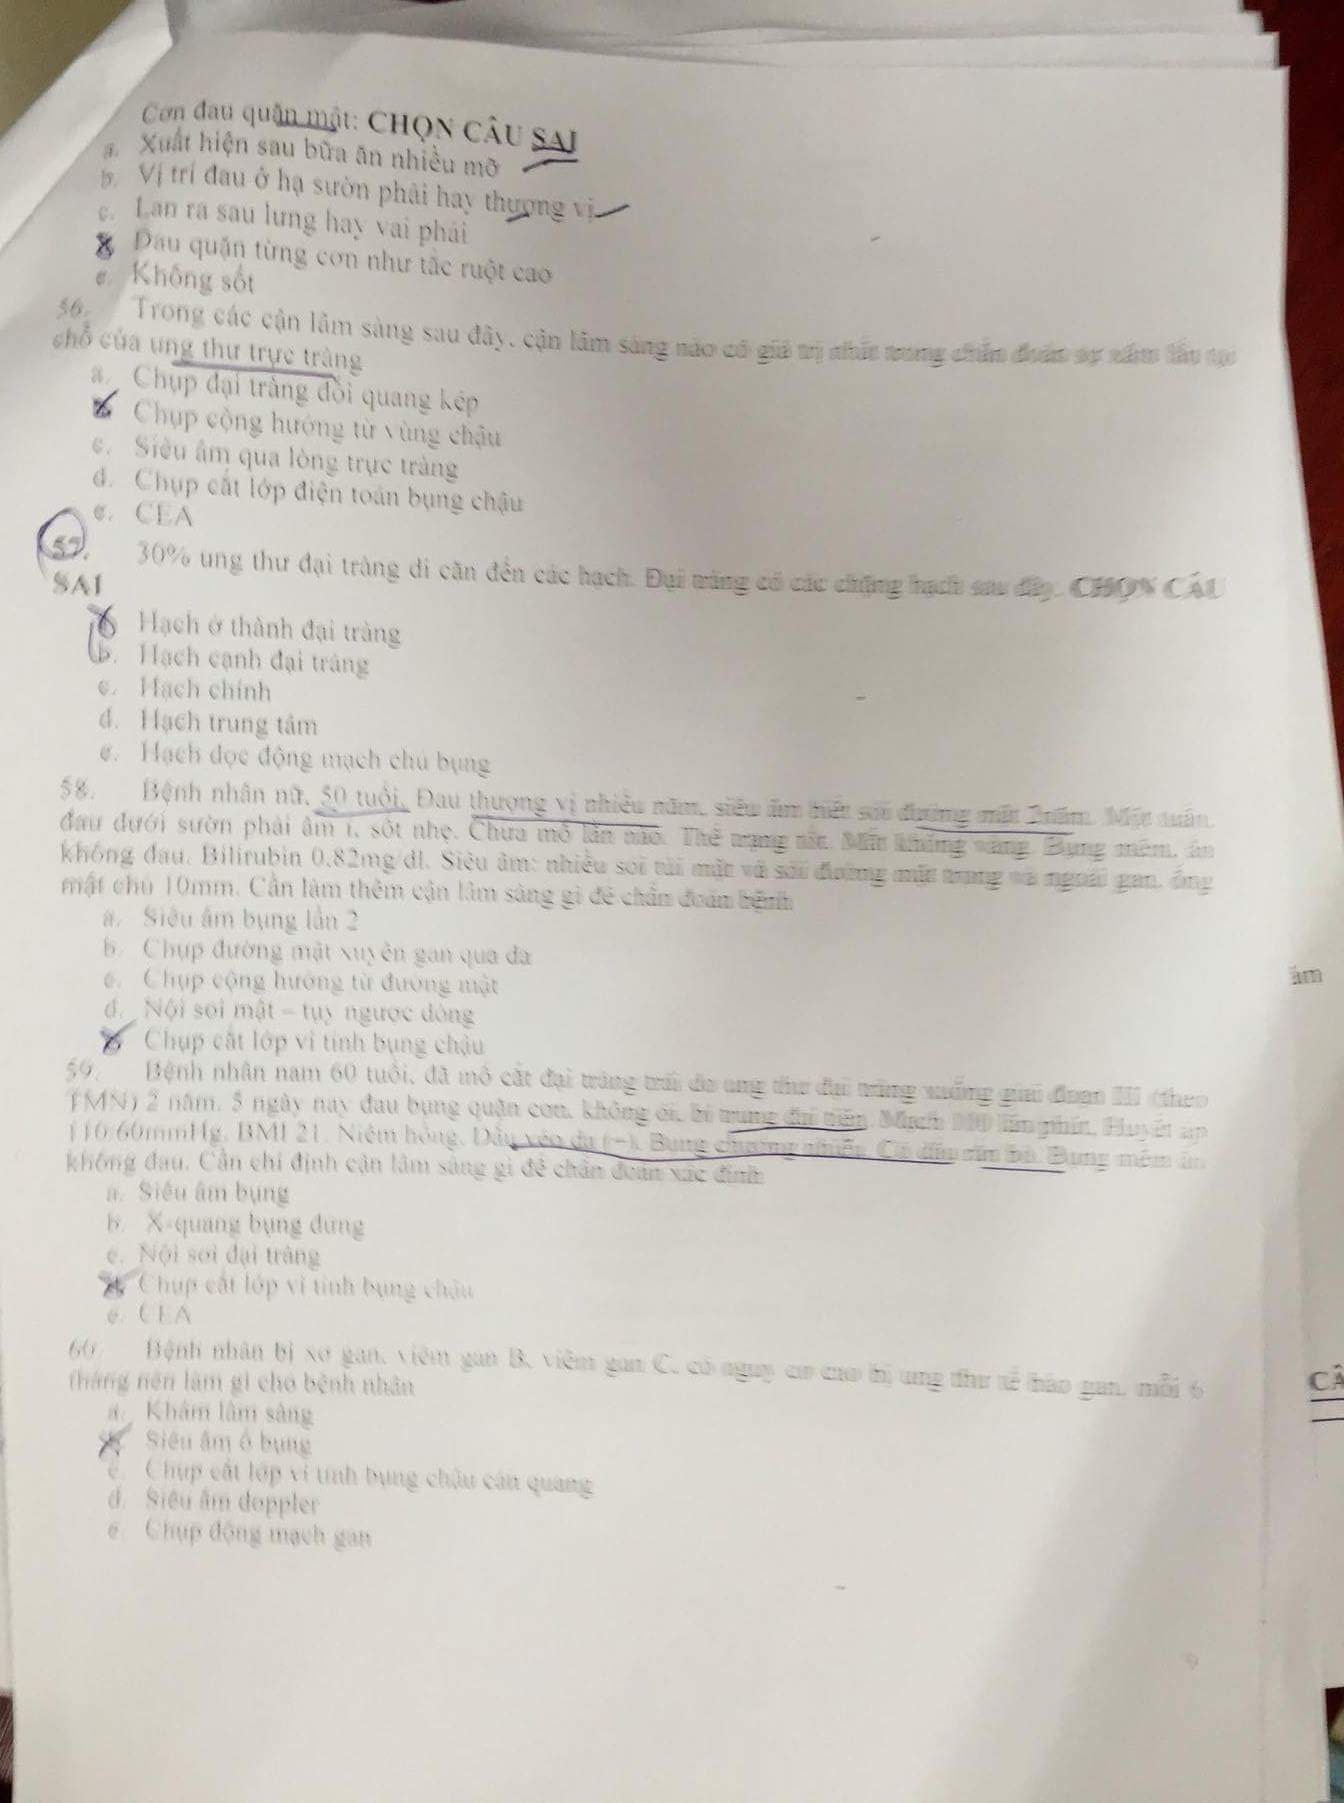 Cơn đau quặn mật: CHỌN CÂU SAI
a. Xuất hiện sau bữa ăn nhiều mỡ
b. Vị trí đau ở hạ sườn phải hay thượng vị
c. Lan ra sau lưng hay vai phải
Đau quặn từng cơn như tắc ruột cao
e. Không sốt
56. Trong các cận lâm sàng sau đây, cận lâm sàng nào có giá trị nhất trong chẩn đoán sự xâm lấn tại
chỗ của ung thư trực tràng
a. Chụp đại tràng đối quang kép
Chụp cộng hưởng từ vùng chậu
c. Siêu âm qua lòng trực tràng
d. Chụp cắt lớp điện toán bụng chậu
e. CEA
57. 30% ung thư đại tràng di căn đến các hạch. Đại tràng có các chặng hạch sau đây. CHỌN CÂU
SAI
Hạch ở thành đại tràng
b. Hạch cạnh đại tràng
c. Hạch chính
d. Hạch trung tâm
e. Hạch dọc động mạch chủ bụng
58. Bệnh nhân nữ, 50 tuổi, Đau thượng vị nhiều năm, siêu âm biết sỏi đường mật 2năm. Một tuần,
đau dưới sườn phải âm ỉ, sốt nhẹ. Chưa mổ lần nào. Thể trạng tốt. Mắt không vàng. Bụng mềm, ấn
không đau. Bilirubin 0.82mg/dl. Siêu âm: nhiều sỏi túi mật và sỏi đường mật trong và ngoài gan, ống
mật chủ 10mm. Cần làm thêm cận lâm sàng gì để chẩn đoán bệnh
a. Siêu âm bụng lần 2
b. Chụp đường mật xuyên gan qua da
c. Chụp cộng hưởng từ đường mật
d. Nội soi mật – tụy ngược dòng
Chụp cắt lớp vi tính bụng chậu
59. Bệnh nhân nam 60 tuổi, đã mổ cắt đại tràng trái do ung thư đại tràng xuống giai đoạn III (theo
TMN) 2 năm. 5 ngày nay đau bụng quặn cơn, không ói, bí trung đại tiện. Mạch 100 lần/phút, Huyết áp
110/60mmHg. BMI 21. Niêm hồng. Dấu véo da (–). Bụng chướng nhiều. Có dấu rắn bò. Bụng mềm ấn
không đau. Cần chỉ định cận lâm sàng gì để chẩn đoán xác định
a. Siêu âm bụng
b. X-quang bụng đứng
c. Nội soi đại tràng
Chụp cắt lớp vi tính bụng chậu
e. CEA
60. Bệnh nhân bị xơ gan, viêm gan B, viêm gan C, có nguy cơ cao bị ung thư tế bào gan, mỗi 6
tháng nên làm gì cho bệnh nhân
a. Khám lâm sàng
Siêu âm ổ bụng
c. Chụp cắt lớp vi tính bụng chậu cản quang
d. Siêu âm doppler
e. Chụp động mạch gan